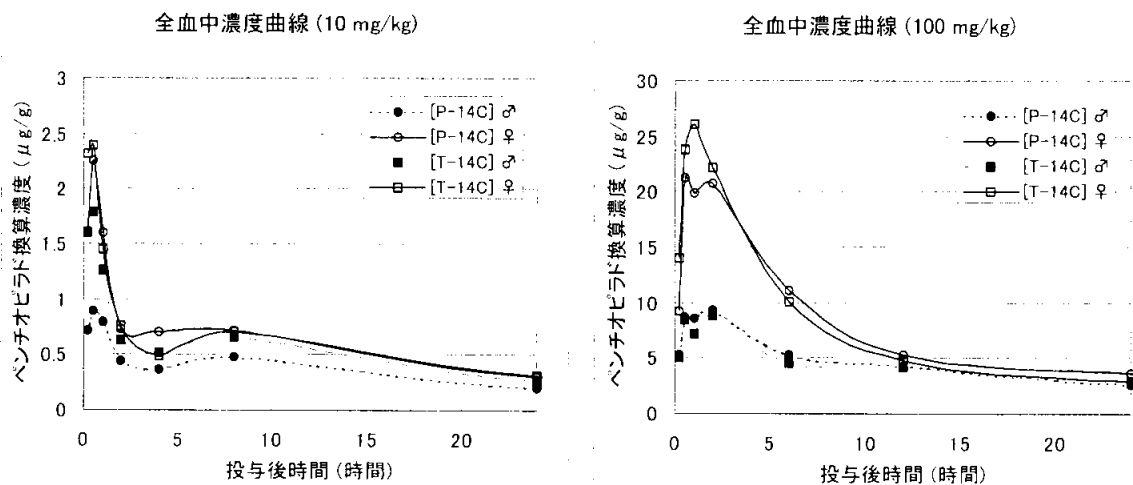 全血中濃度曲線 (10 mg/kg)
ペンチオピラド換算濃度 (μg/g)
3
2.5
2
1.5
1
0.5
0
0
5
10
15
20
投与後時間 (時間)
[P-14C] ♂
[P-14C] ♀
[T-14C] ♂
[T-14C] ♀
全血中濃度曲線 (100 mg/kg)
ペンチオピラド換算濃度 (μg/g)
30
25
20
15
10
5
0
0
5
10
15
20
投与後時間 (時間)
[P-14C] ♂
[P-14C] ♀
[T-14C] ♂
[T-14C] ♀